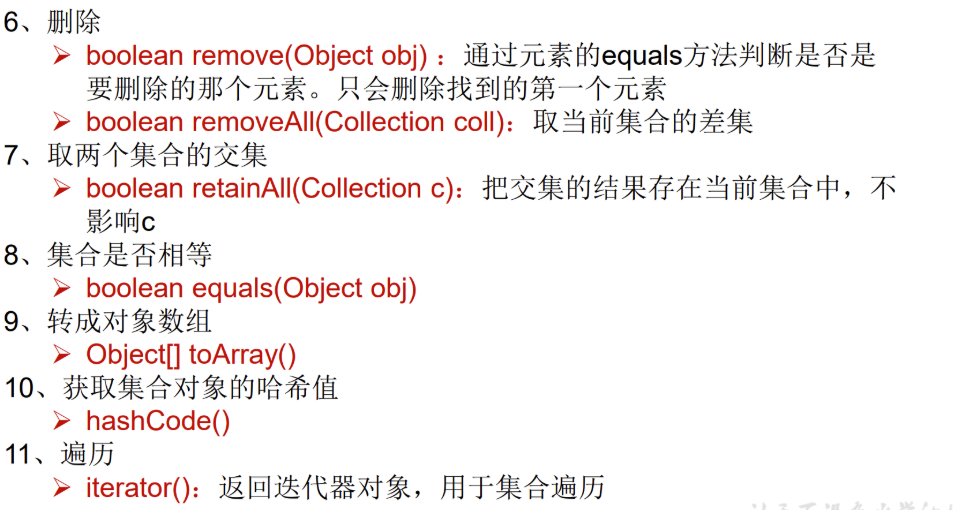 6、删除
➢ boolean remove(Object obj) ：通过元素的equals方法判断是否是
要删除的那个元素。只会删除找到的第一个元素
➢ boolean removeAll(Collection coll)：取当前集合的差集
7、取两个集合的交集
➢ boolean retainAll(Collection c)：把交集的结果存在当前集合中，不
影响c
8、集合是否相等
➢ boolean equals(Object obj)
9、转成对象数组
➢ Object[] toArray()
10、获取集合对象的哈希值
➢ hashCode()
11、遍历
➢ iterator()：返回迭代器对象，用于集合遍历